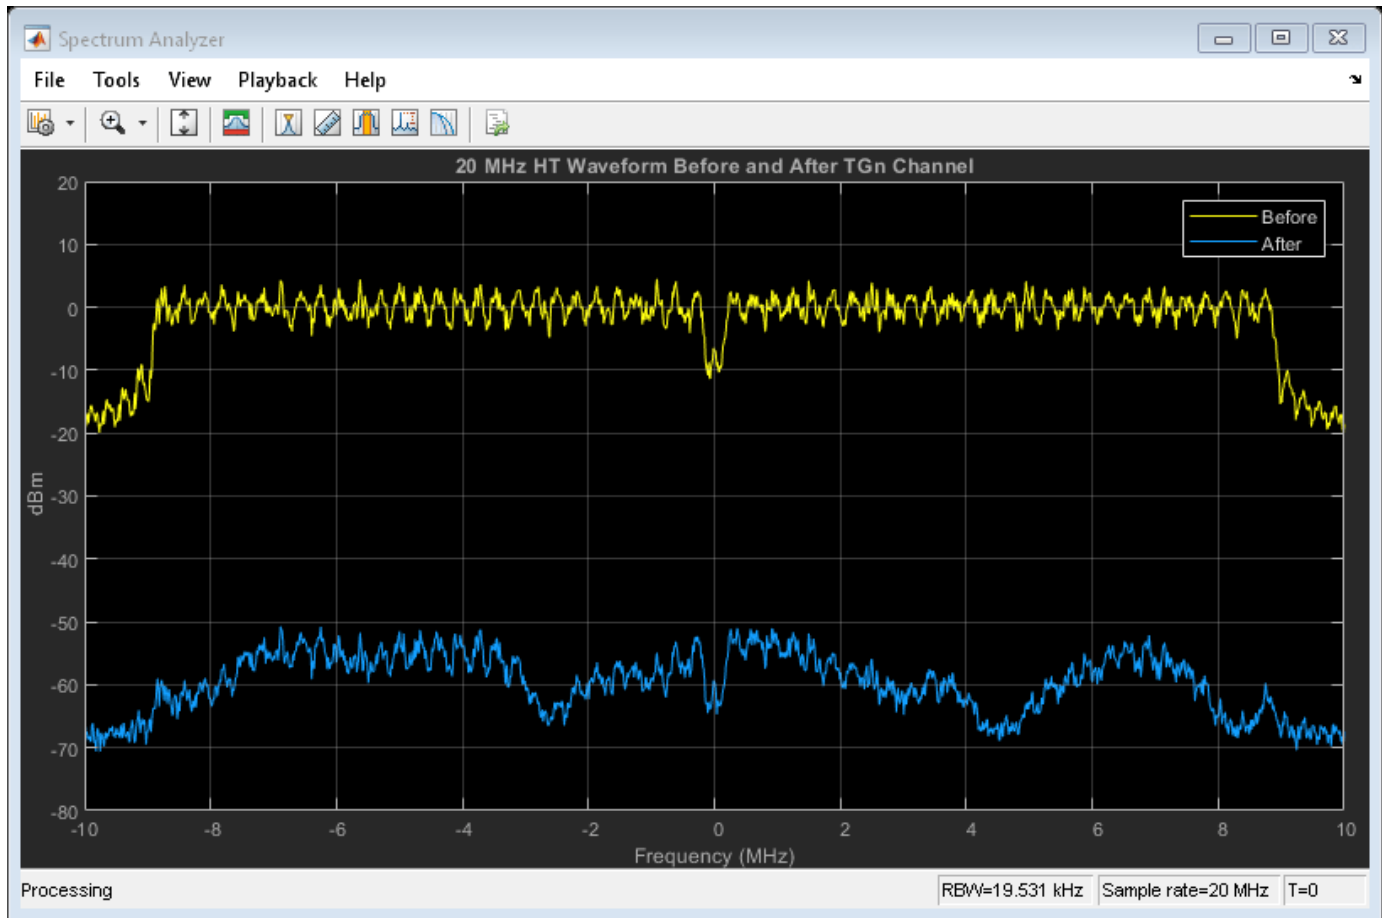 Spectrum Analyzer
File Tools View Playback Help
20 MHz HT Waveform Before and After TGn Channel
Before
After
20
10
0
-10
-20
-30
-40
-50
-60
-70
-80
dBm
-10 -8 -6 -4 -2 0 2 4 6 8 10
Frequency (MHz)
Processing RBW=19.531 kHz Sample rate=20 MHz T=0